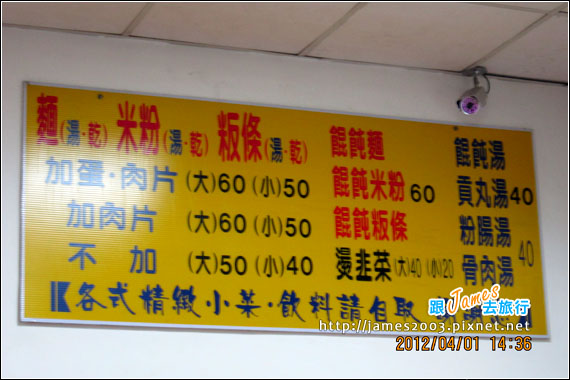 麵(湯·乾) 米粉(湯·乾) 粄條(湯·乾)
加蛋·肉片 (大)60 (小)50
加肉片 (大)60 (小)50
不加 (大)50 (小)40
餛飩麵
餛飩米粉 60
餛飩粄條
燙韭菜 (大)40 (小)20
餛飩湯
貢丸湯 40
粉腸湯
骨肉湯 40
各式精緻小菜·飲料請自取
跟James去旅行
http://james2003.pixnet.net
2012/04/01 14:36